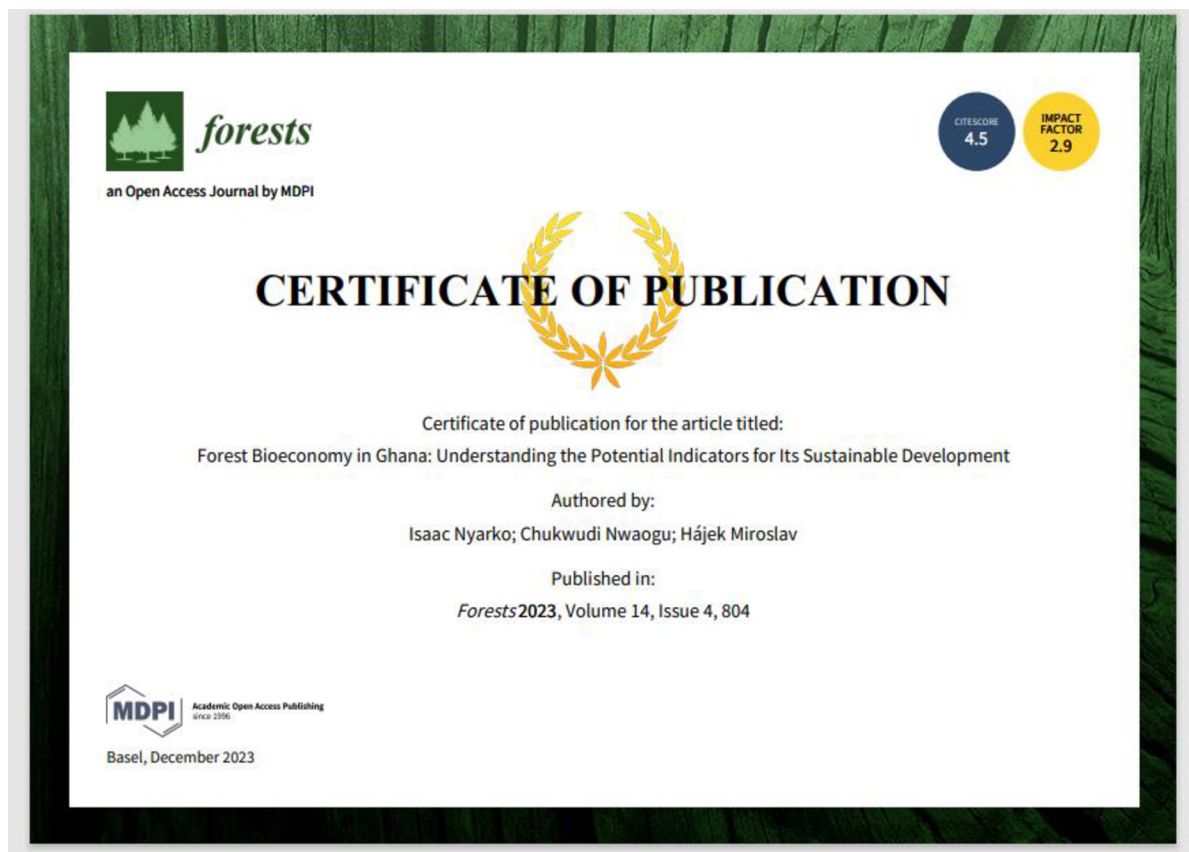 forests
an Open Access Journal by MDPI
CITESCORE
4.5
IMPACT
FACTOR
2.9
CERTIFICATE OF PUBLICATION
Certificate of publication for the article titled:
Forest Bioeconomy in Ghana: Understanding the Potential Indicators for Its Sustainable Development
Authored by:
Isaac Nyarko; Chukwudi Nwaogu; Hájek Miroslav
Published in:
Forests 2023, Volume 14, Issue 4, 804
MDPI
Academic Open Access Publishing
since 1996
Basel, December 2023